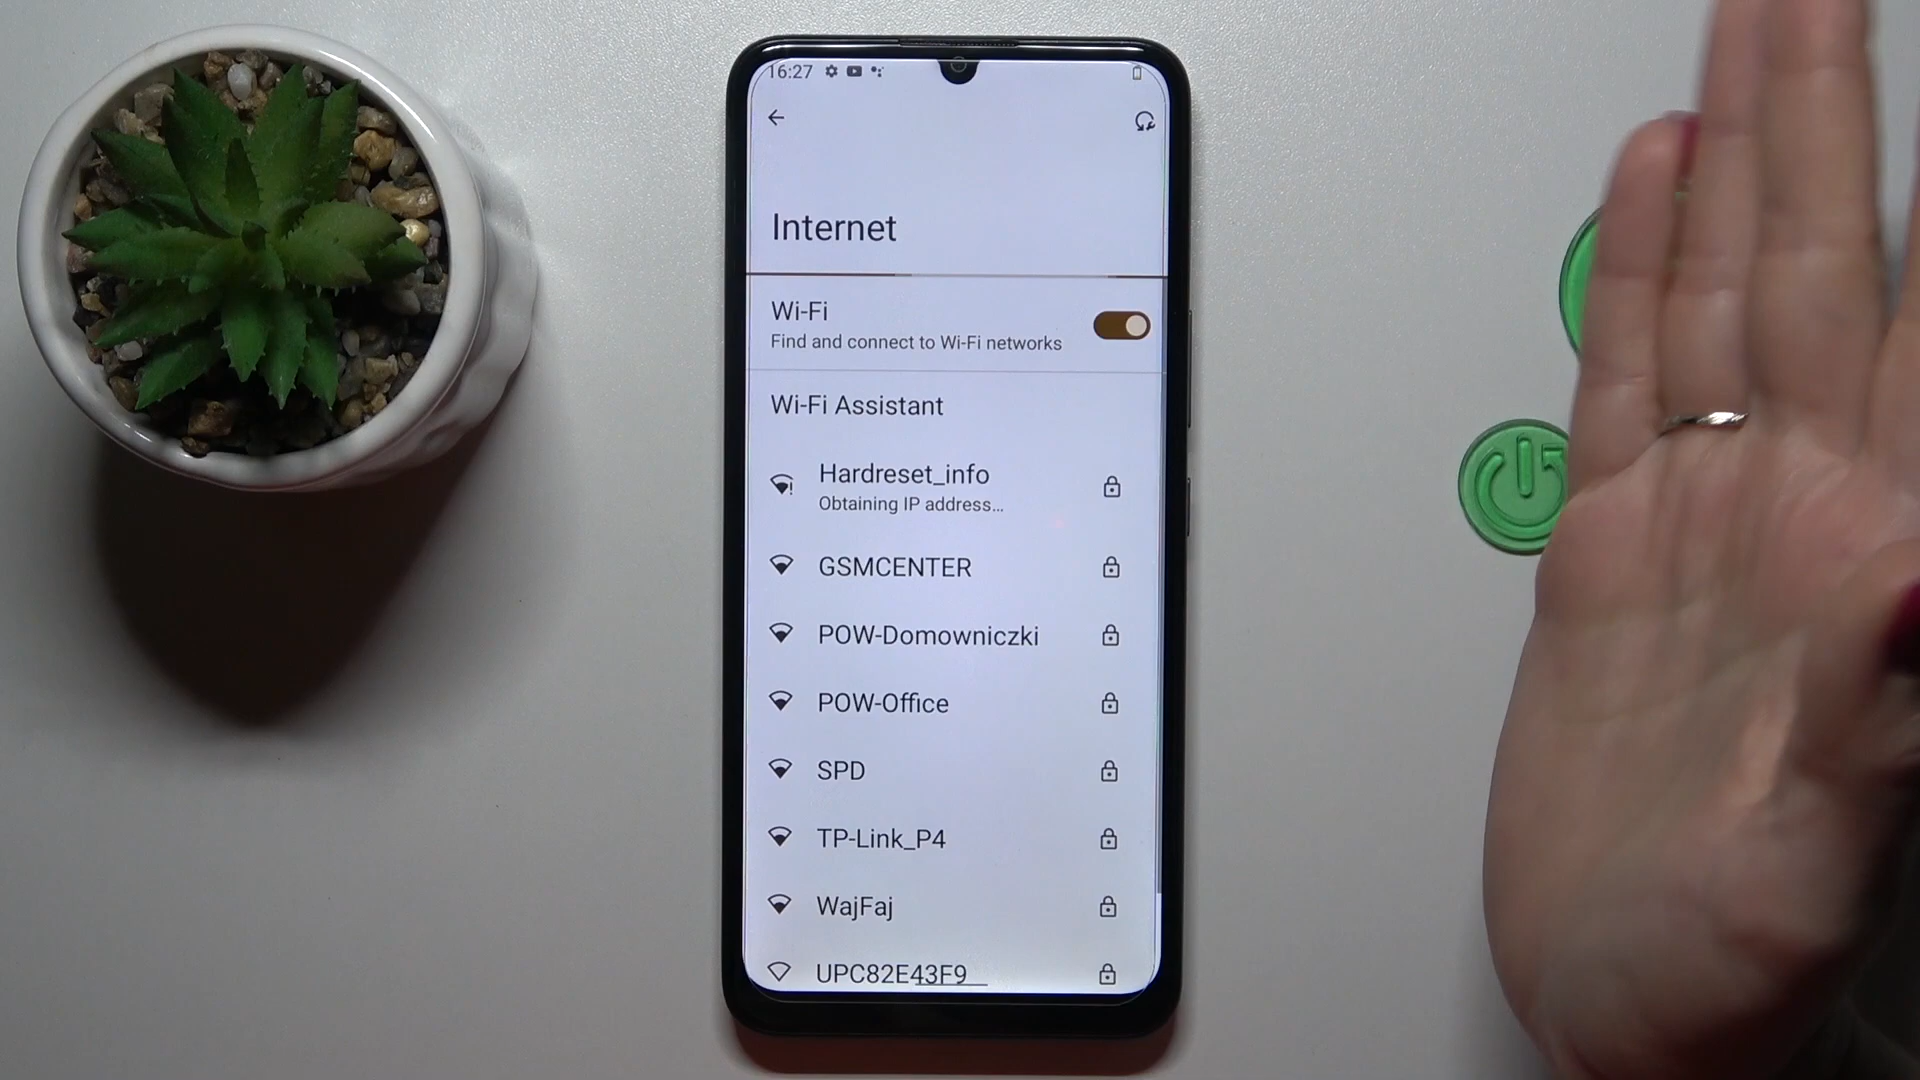 16:27
Internet
Wi-Fi
Find and connect to Wi-Fi networks
Wi-Fi Assistant
Hardreset_info
Obtaining IP address...
GSMCENTER
POW-Domowniczki
POW-Office
SPD
TP-Link_P4
WajFaj
UPC82E43F9